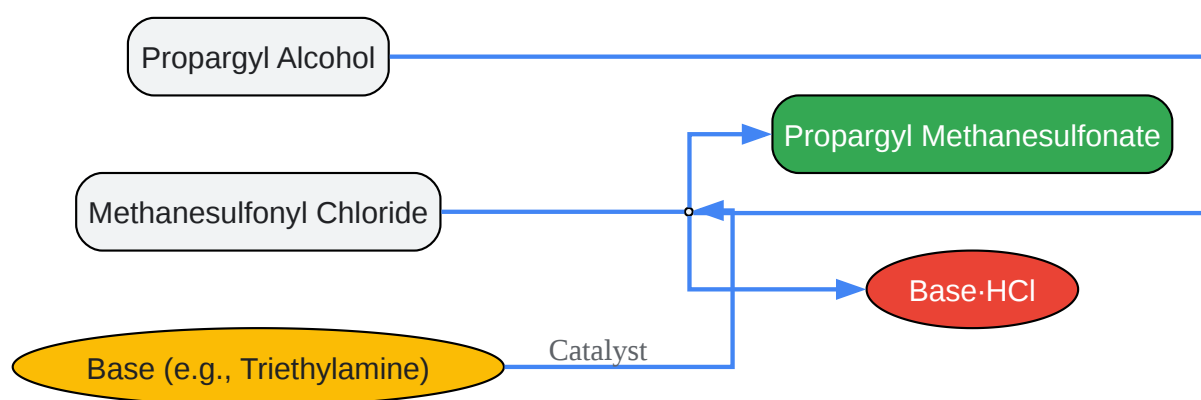 Propargyl Alcohol
Propargyl Methanesulfonate
Methanesulfonyl Chloride
Base·HCl
Catalyst
Base (e.g., Triethylamine)